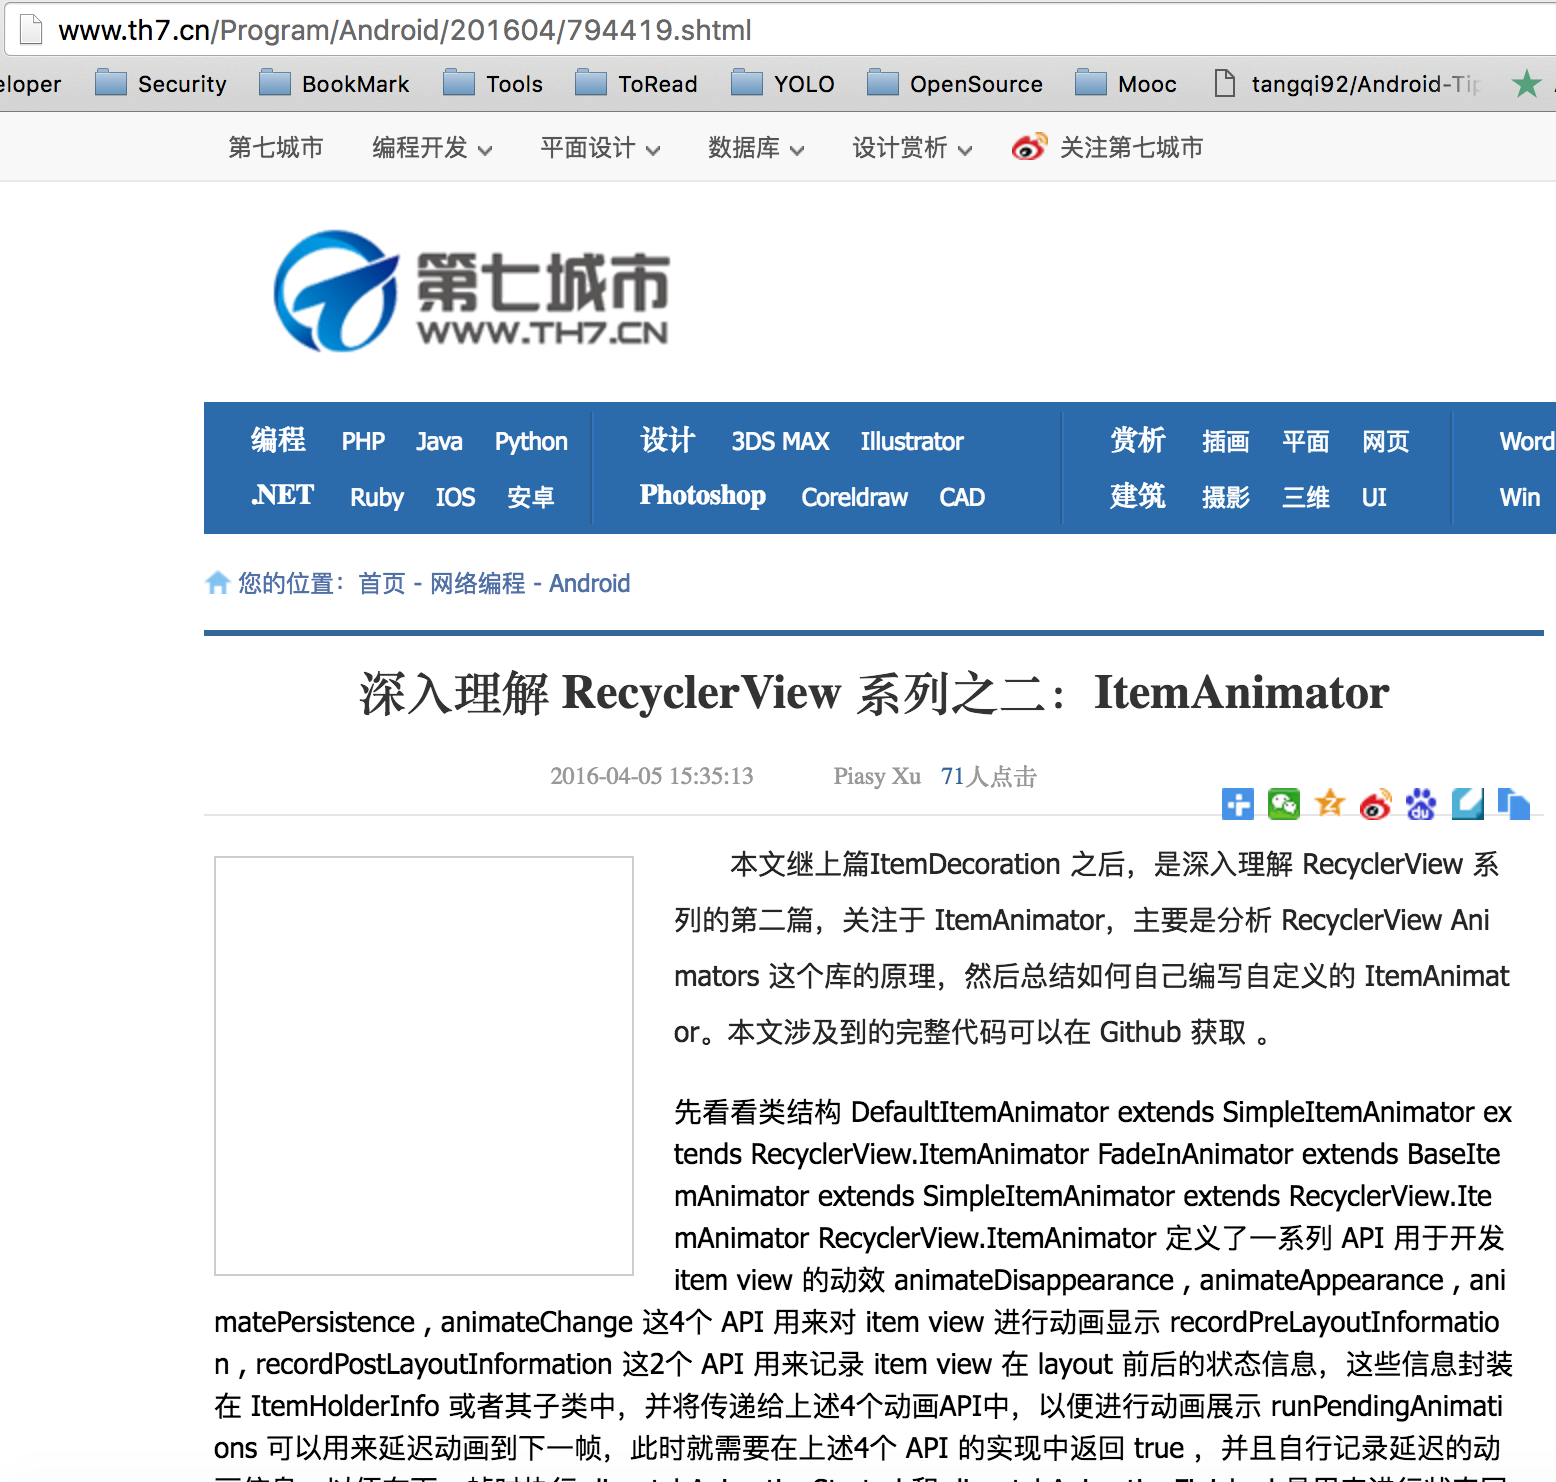 www.th7.cn/Program/Android/201604/794419.shtml
eloper Security BookMark Tools ToRead YOLO OpenSource Mooc tangqi92/Android-Tip
第七城市 编程开发 平面设计 数据库 设计赏析 关注第七城市
第七城市
WWW.TH7.CN
编程 PHP Java Python 设计 3DS MAX Illustrator 赏析 插画 平面 网页 Word
.NET Ruby IOS 安卓 Photoshop Coreldraw CAD 建筑 摄影 三维 UI Win
您的位置：首页 - 网络编程 - Android
深入理解 RecyclerView 系列之二：ItemAnimator
2016-04-05 15:35:13 Piasy Xu 71人点击
du
本文继上篇ItemDecoration 之后，是深入理解 RecyclerView 系
列的第二篇，关注于 ItemAnimator，主要是分析 RecyclerView Ani
mators 这个库的原理，然后总结如何自己编写自定义的 ItemAnimat
or。本文涉及到的完整代码可以在 Github 获取 。
先看看类结构 DefaultItemAnimator extends SimpleItemAnimator ex
tends RecyclerView.ItemAnimator FadeInAnimator extends BaseIte
mAnimator extends SimpleItemAnimator extends RecyclerView.Ite
mAnimator RecyclerView.ItemAnimator 定义了一系列 API 用于开发
item view 的动效 animateDisappearance , animateAppearance , ani
matePersistence , animateChange 这4个 API 用来对 item view 进行动画显示 recordPreLayoutInformatio
n , recordPostLayoutInformation 这2个 API 用来记录 item view 在 layout 前后的状态信息，这些信息封装
在 ItemHolderInfo 或者其子类中，并将传递给上述4个动画API中，以便进行动画展示 runPendingAnimati
ons 可以用来延迟动画到下一帧，此时就需要在上述4个 API 的实现中返回 true ，并且自行记录延迟的动